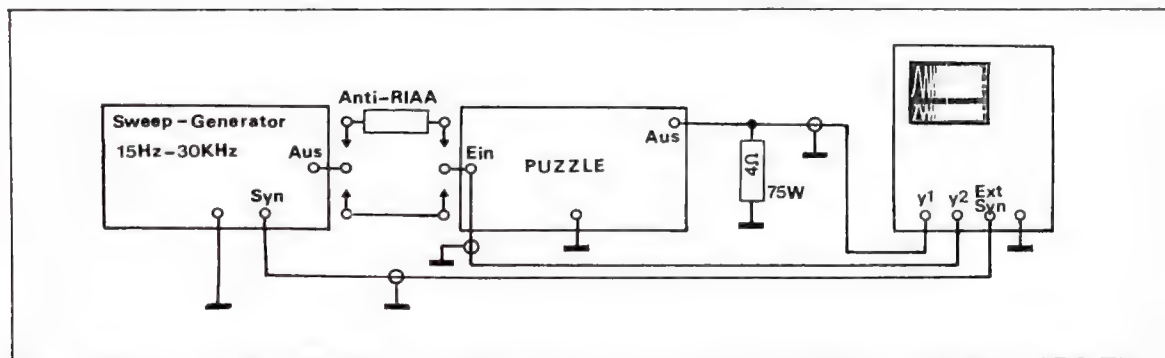 Anti-RIAA
Sweep-Generator
15Hz-30KHz
Aus
Syn
Ein
PUZZLE
Aus
4Ω
75W
y1
y2
Ext
Syn